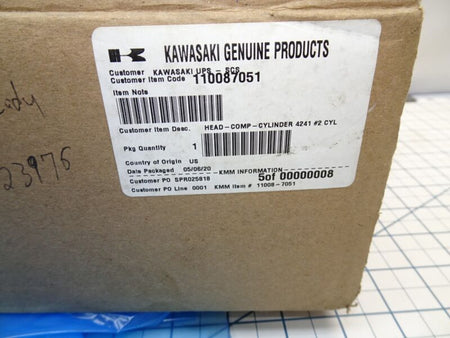 K KAWASAKI GENUINE PRODUCTS
Customer KAWASAKI UPS - SCS
Customer Item Code 110087051
Item Note
Customer Item Desc. HEAD-COMP-CYLINDER 4241 #2 CYL
Pkg Quantity 1
Country of Origin US
Date Packaged 05/06/20 KMM INFORMATION
Customer PO SPR025818 5of 00000008
Customer PO Line 0001 KMM Item # 11008-7051
23976